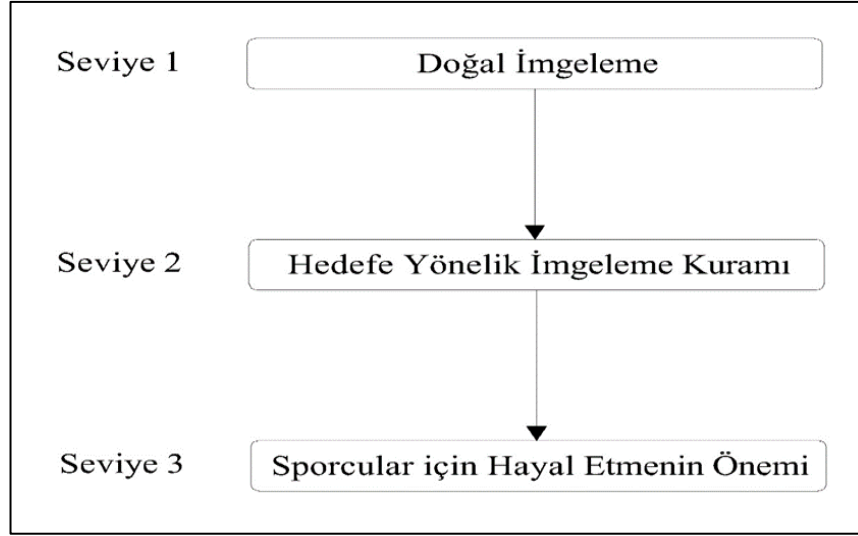 Seviye 1 Doğal İmgeleme
Seviye 2 Hedefe Yönelik İmgeleme Kuramı
Seviye 3 Sporcular için Hayal Etmenin Önemi